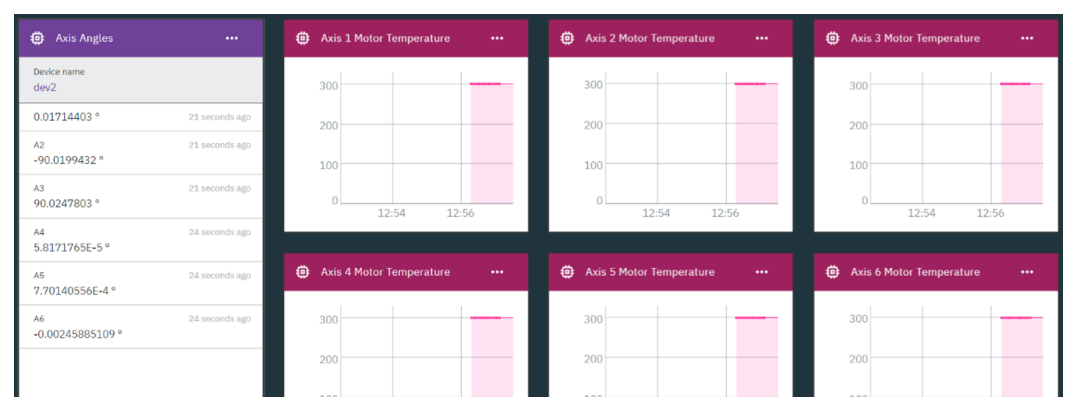 Axis Angles
Device name
dev2
0.01714403 °
21 seconds ago
A2
21 seconds ago
-90.0199432 °
A3
21 seconds ago
90.0247803 °
A4
24 seconds ago
5.8171765E-5 °
A5
24 seconds ago
7.70140556E-4 °
A6
24 seconds ago
-0.00245885109 °
Axis 1 Motor Temperature
300
200
100
0
12:54 12:56
Axis 2 Motor Temperature
300
200
100
0
12:54 12:56
Axis 3 Motor Temperature
300
200
100
0
12:54 12:56
Axis 4 Motor Temperature
300
200
100
Axis 5 Motor Temperature
300
200
100
Axis 6 Motor Temperature
300
200
100